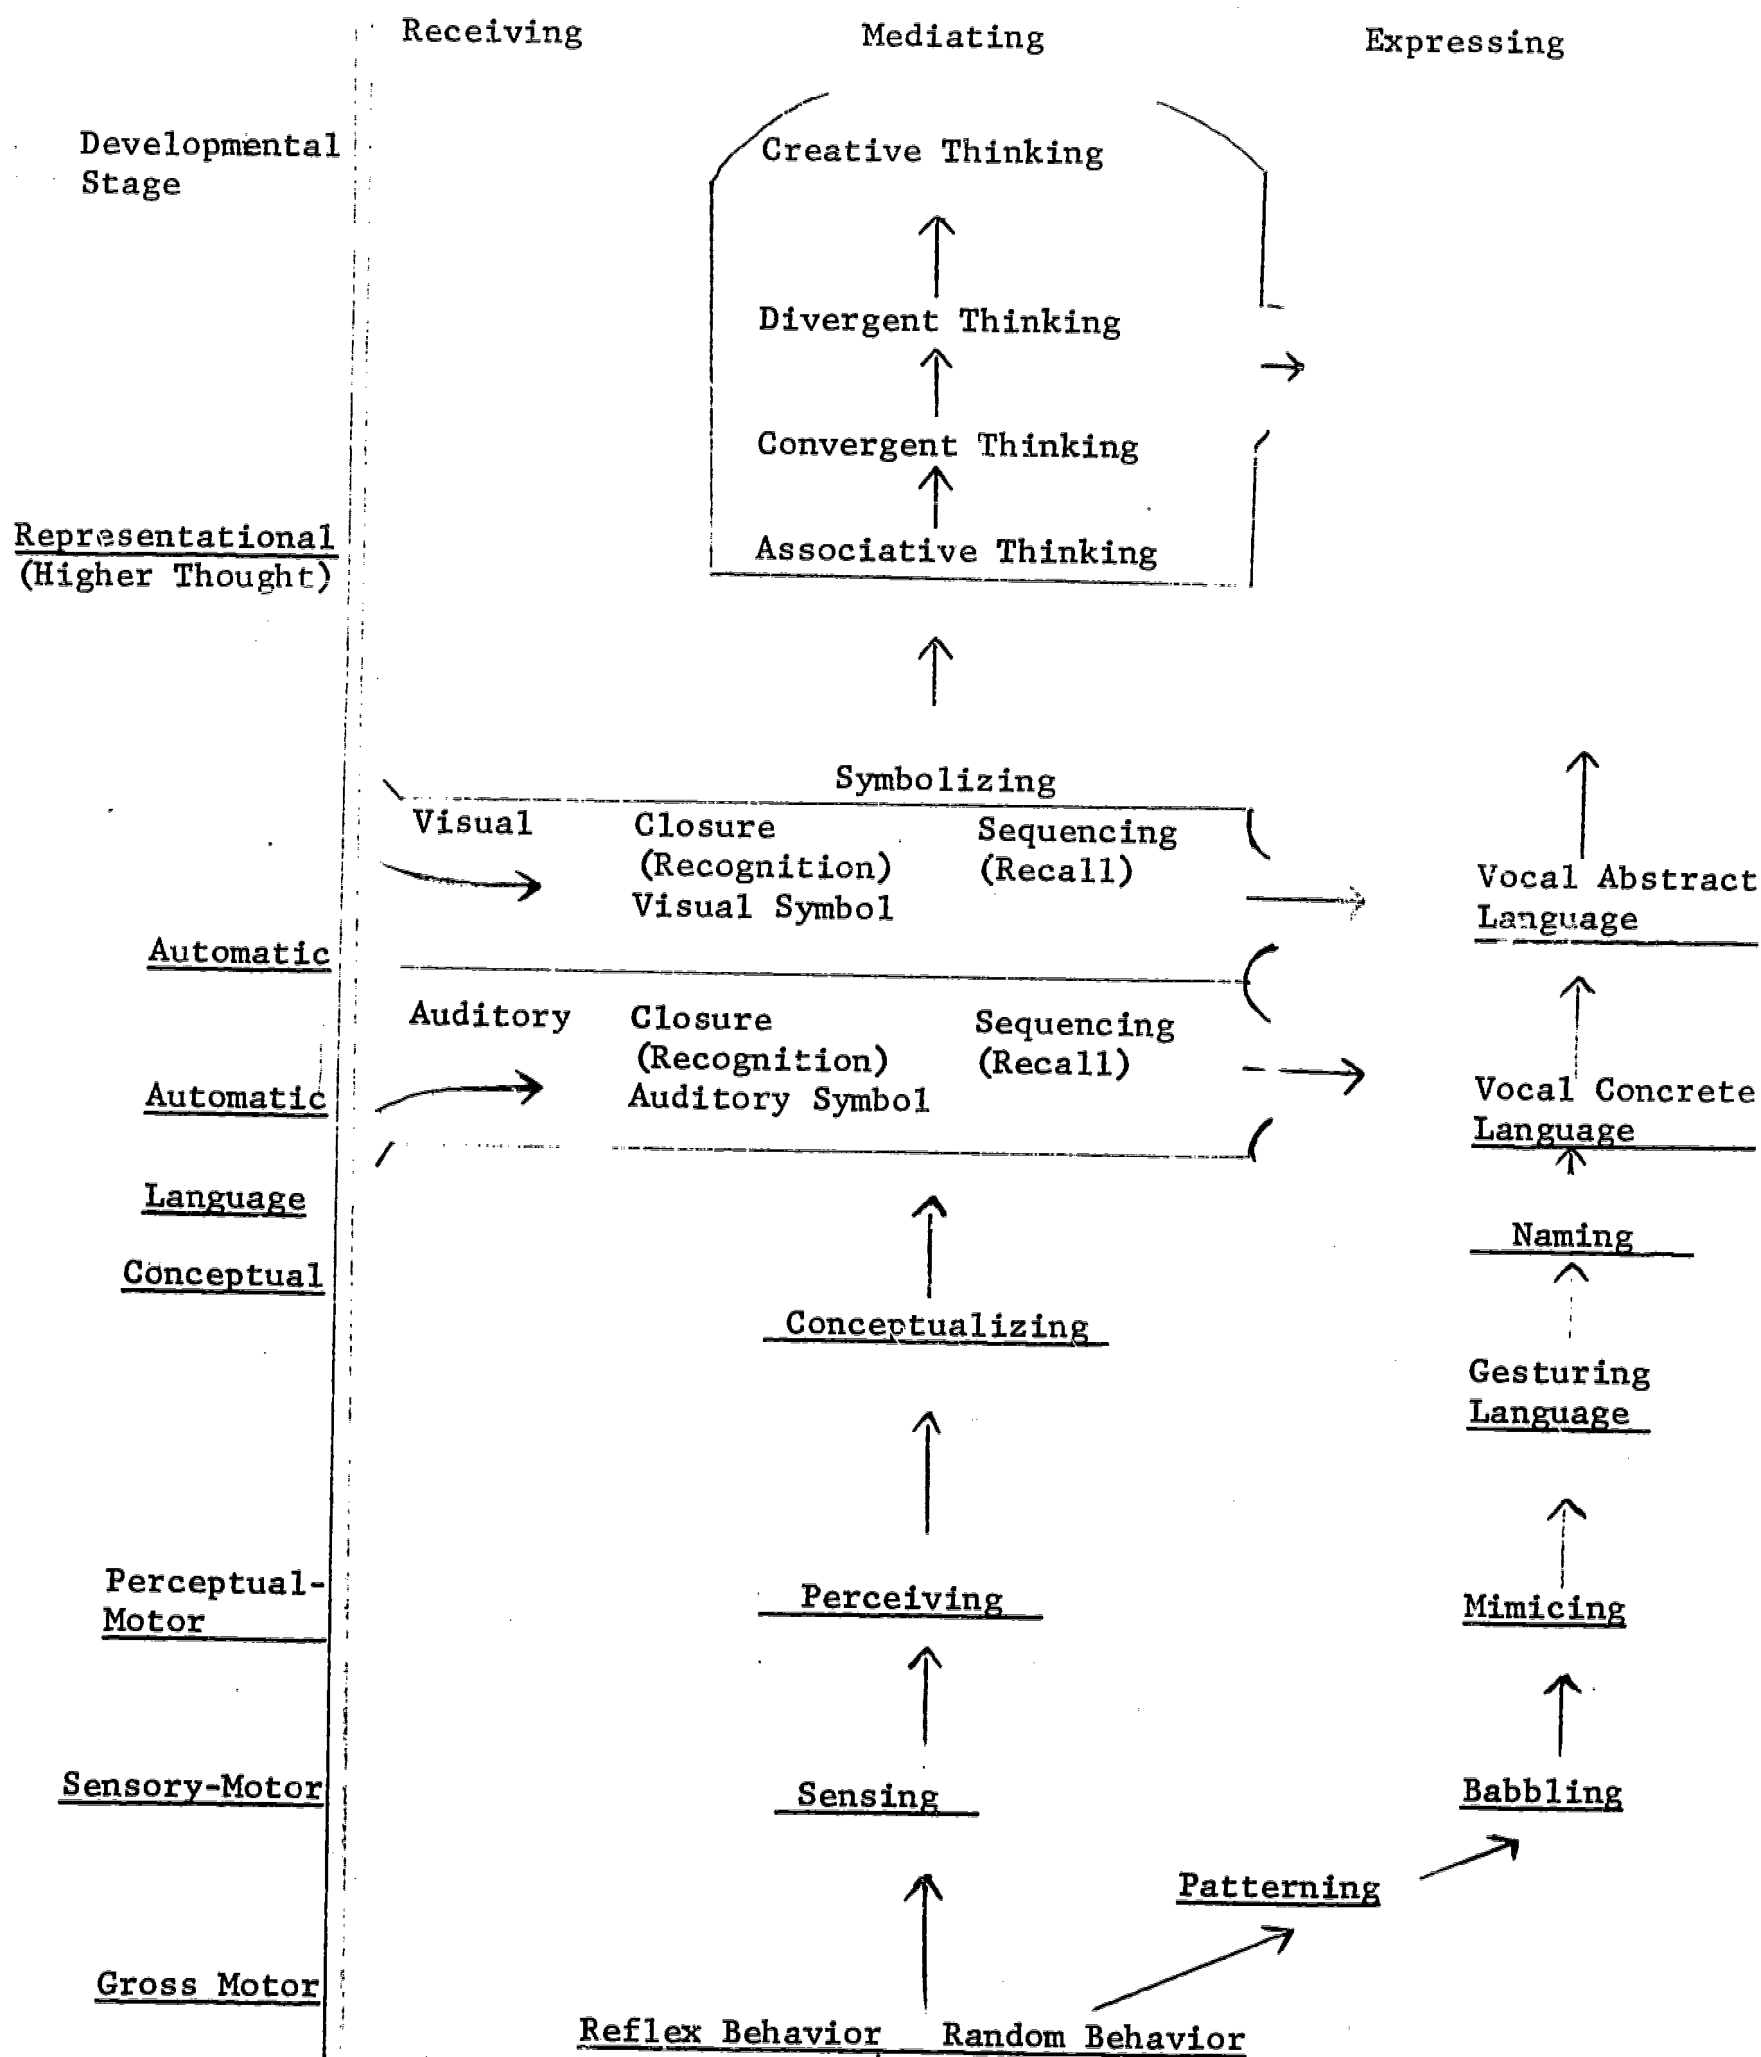 Receiving Mediating Expressing
Developmental
Stage
Creative Thinking
Divergent Thinking
Convergent Thinking
Representational
(Higher Thought)
Associative Thinking
Symbolizing
Visual Closure Sequencing
(Recognition) (Recall)
Visual Symbol
Vocal Abstract
Language
Automatic
Auditory Closure Sequencing
(Recognition) (Recall)
Auditory Symbol
Automatic
Vocal Concrete
Language
Language
Naming
Conceptual
Conceptualizing
Gesturing
Language
Perceptual-
Motor
Perceiving
Mimicing
Sensory-Motor
Sensing
Babbling
Patterning
Gross Motor
Reflex Behavior Random Behavior